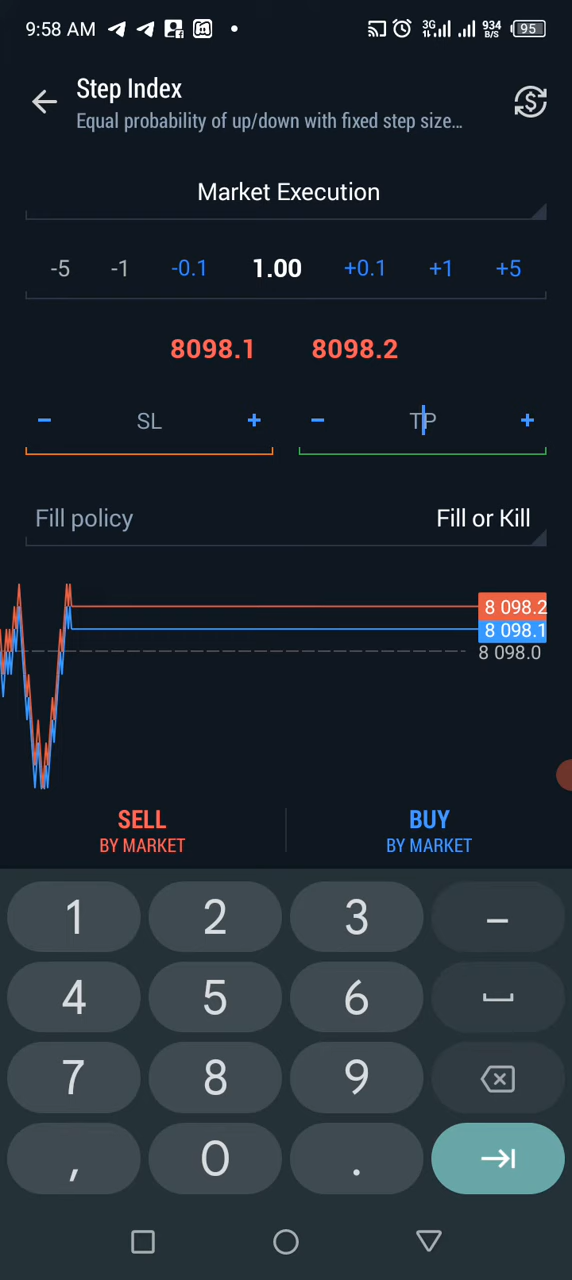 9:58 AM 3G 934 B/S 95
Step Index
Equal probability of up/down with fixed step size...
Market Execution
-5 -1 -0.1 1.00 +0.1 +1 +5
8098.1 8098.2
− SL + − TP +
Fill policy Fill or Kill
8 098.2
8 098.1
8 098.0
SELL BUY
BY MARKET BY MARKET
1 2 3 −
4 5 6
7 8 9
, 0 .